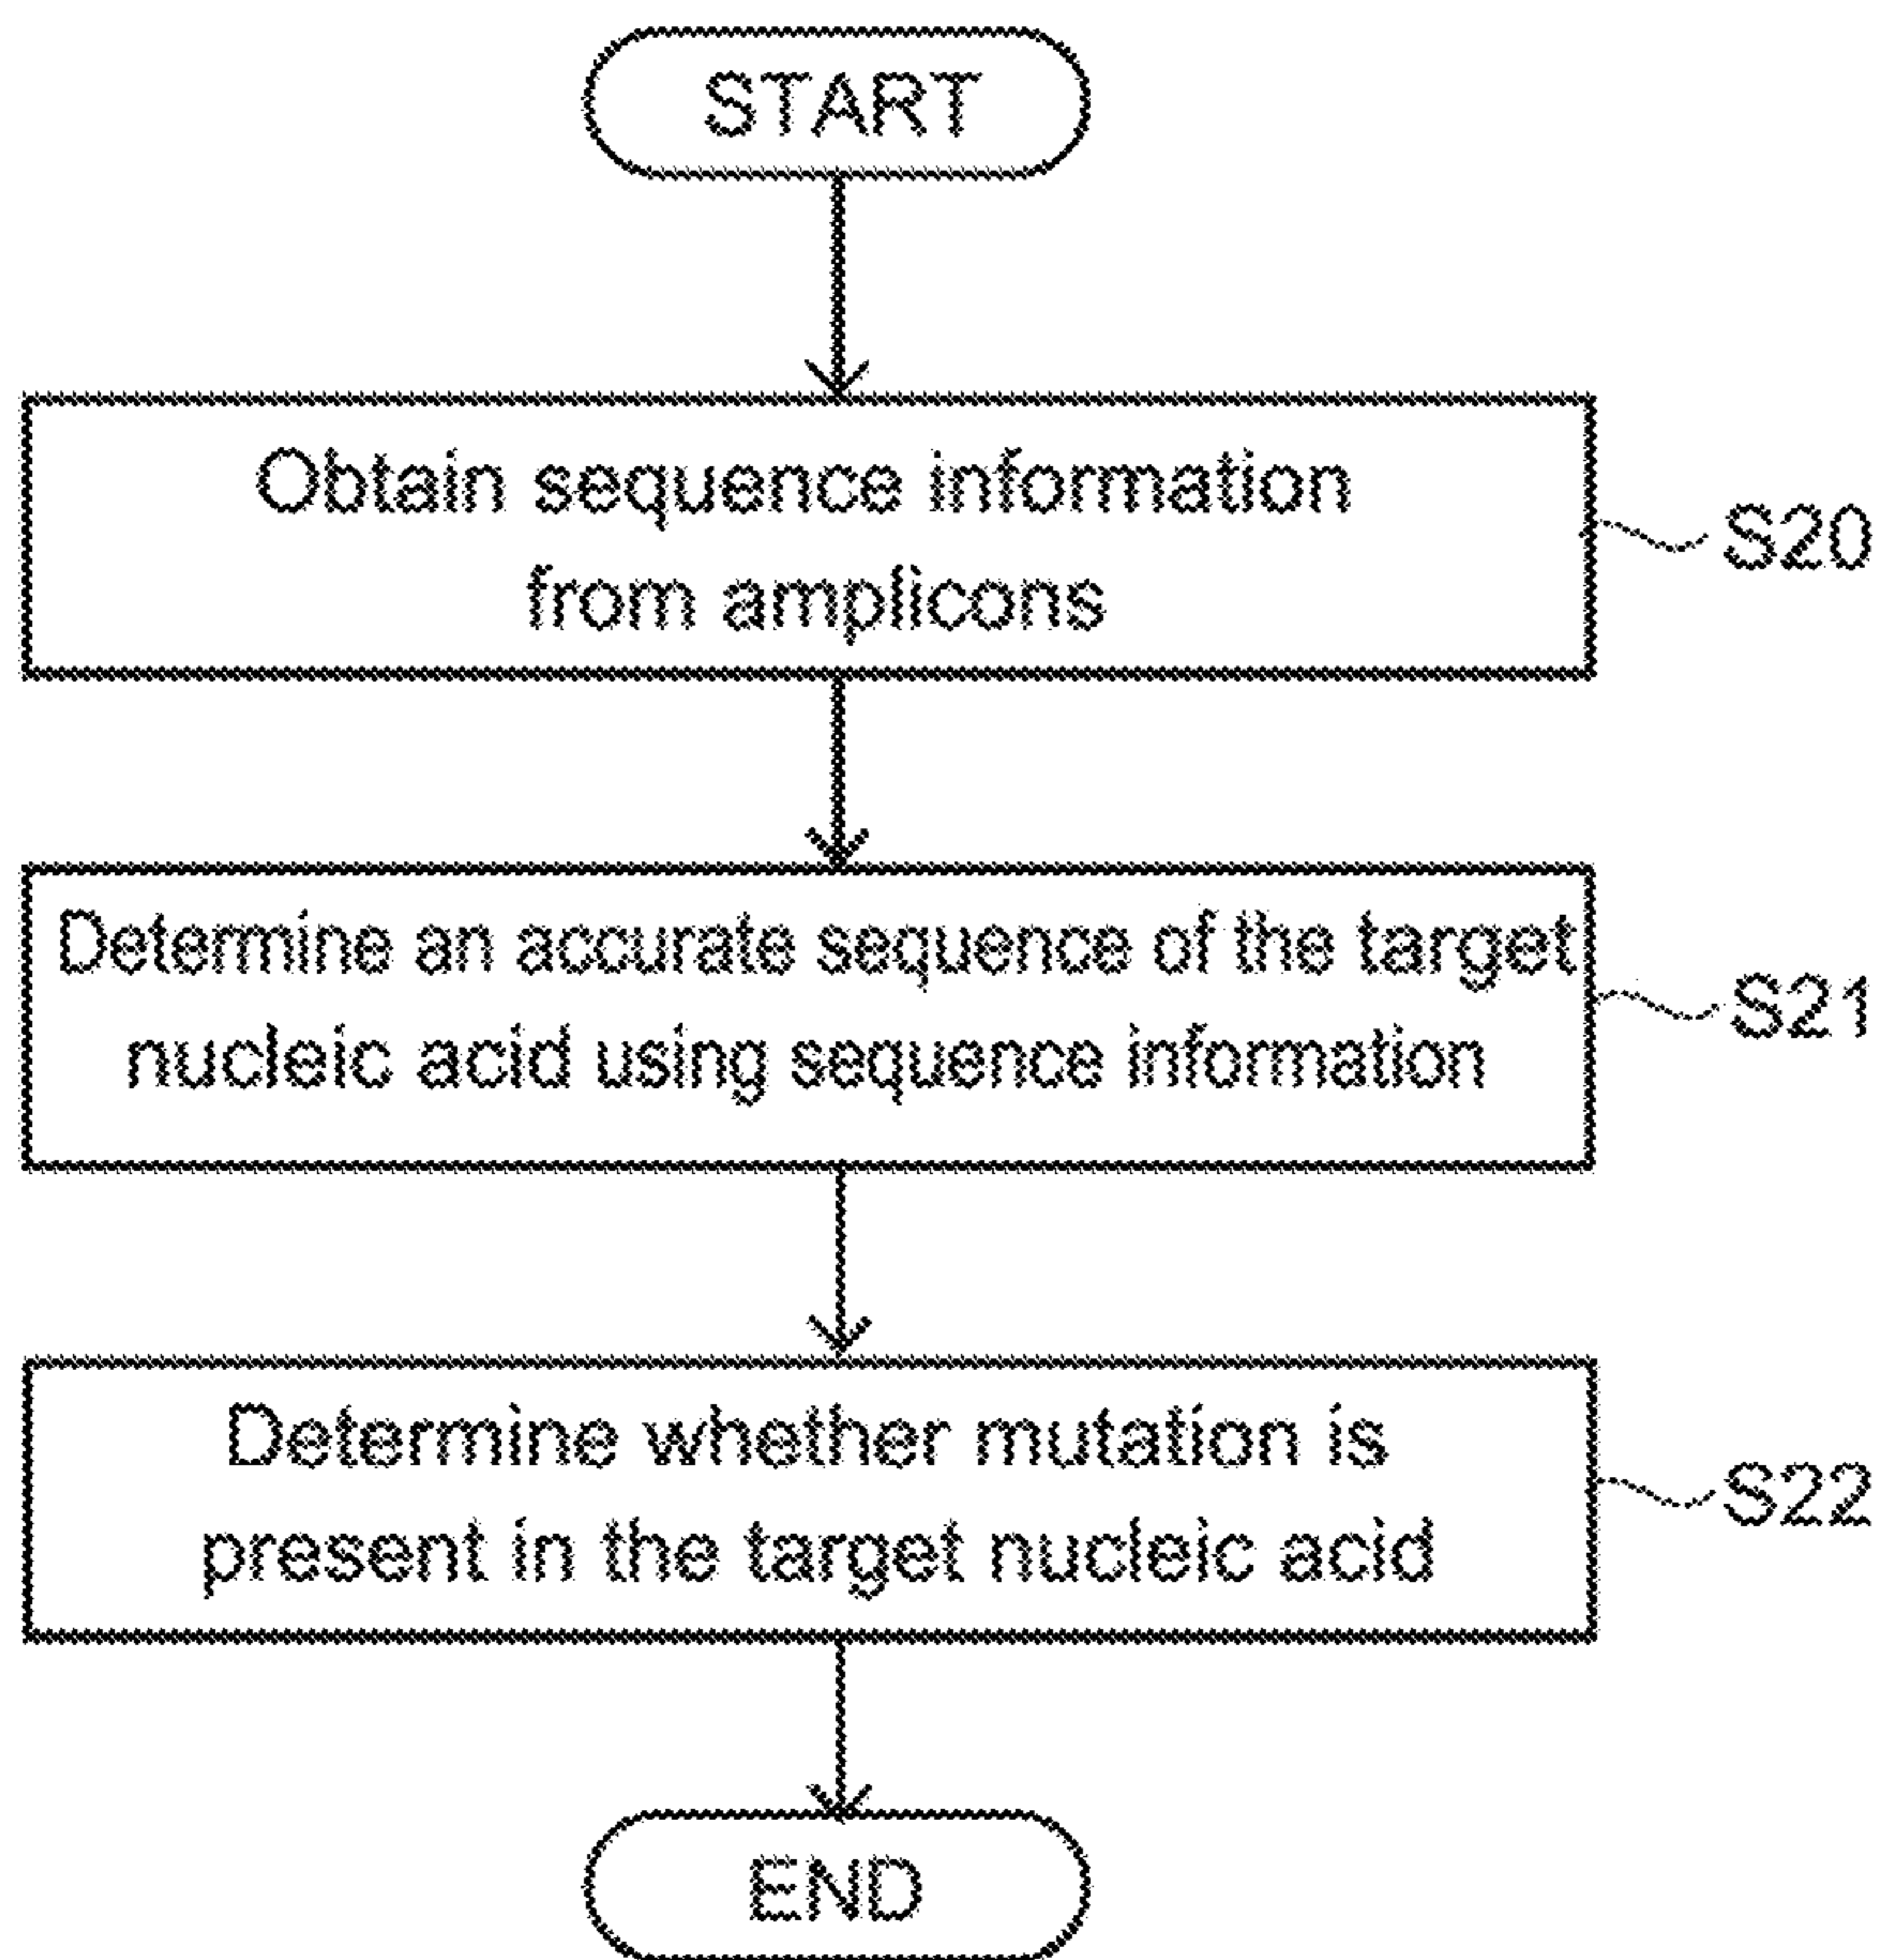 START
Obtain sequence information
from amplicons
S20
Determine an accurate sequence of the target
nucleic acid using sequence information
S21
Determine whether mutation is
present in the target nucleic acid
S22
END